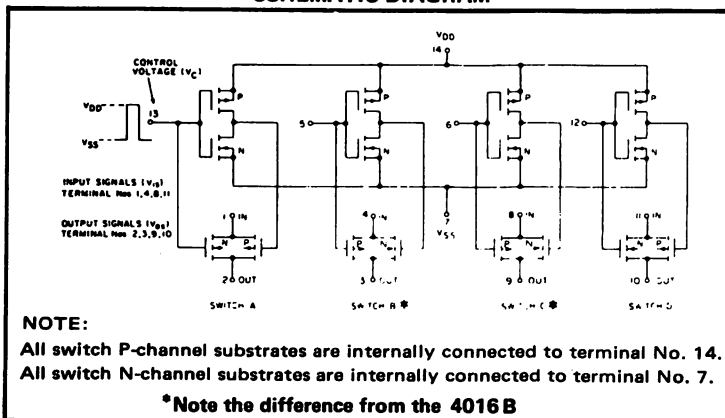 SCHEMATIC DIAGRAM
VDD
14
CONTROL
VOLTAGE (VC)
VDD
13
VSS
P
N
5
P
N
6
P
N
12
P
N
INPUT SIGNALS (Vis)
TERMINAL Nos 1,4,8,11
OUTPUT SIGNALS (Vos)
TERMINAL Nos 2,3,9,10
7
VSS
1 IN
N P
2 OUT
SWITCH A
4 IN
P N
3 OUT
SWITCH B *
8 IN
P N
9 OUT
SWITCH C *
11 IN
N P
10 OUT
SWITCH D
NOTE:
All switch P-channel substrates are internally connected to terminal No. 14.
All switch N-channel substrates are internally connected to terminal No. 7.
*Note the difference from the 4016B